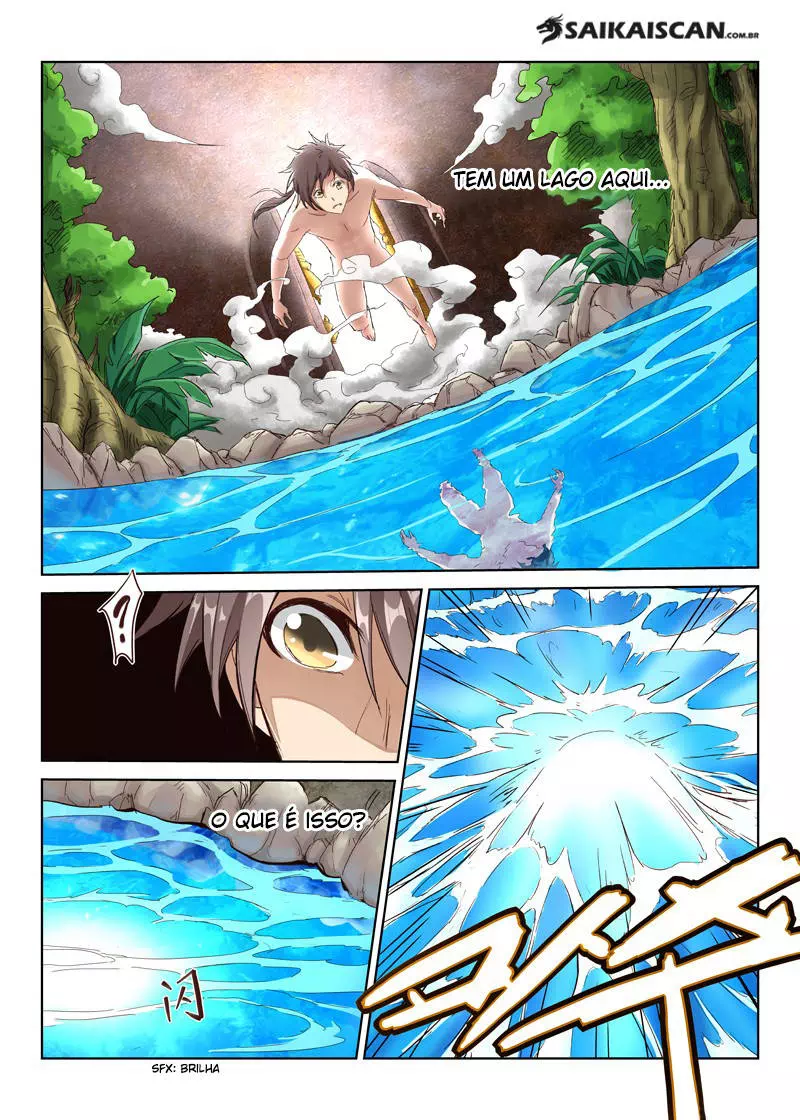 SAIKAISCAN.COM.BR
TEM UM LAGO AQUI...
?
O QUE É ISSO?
闪
SFX: BRILHA